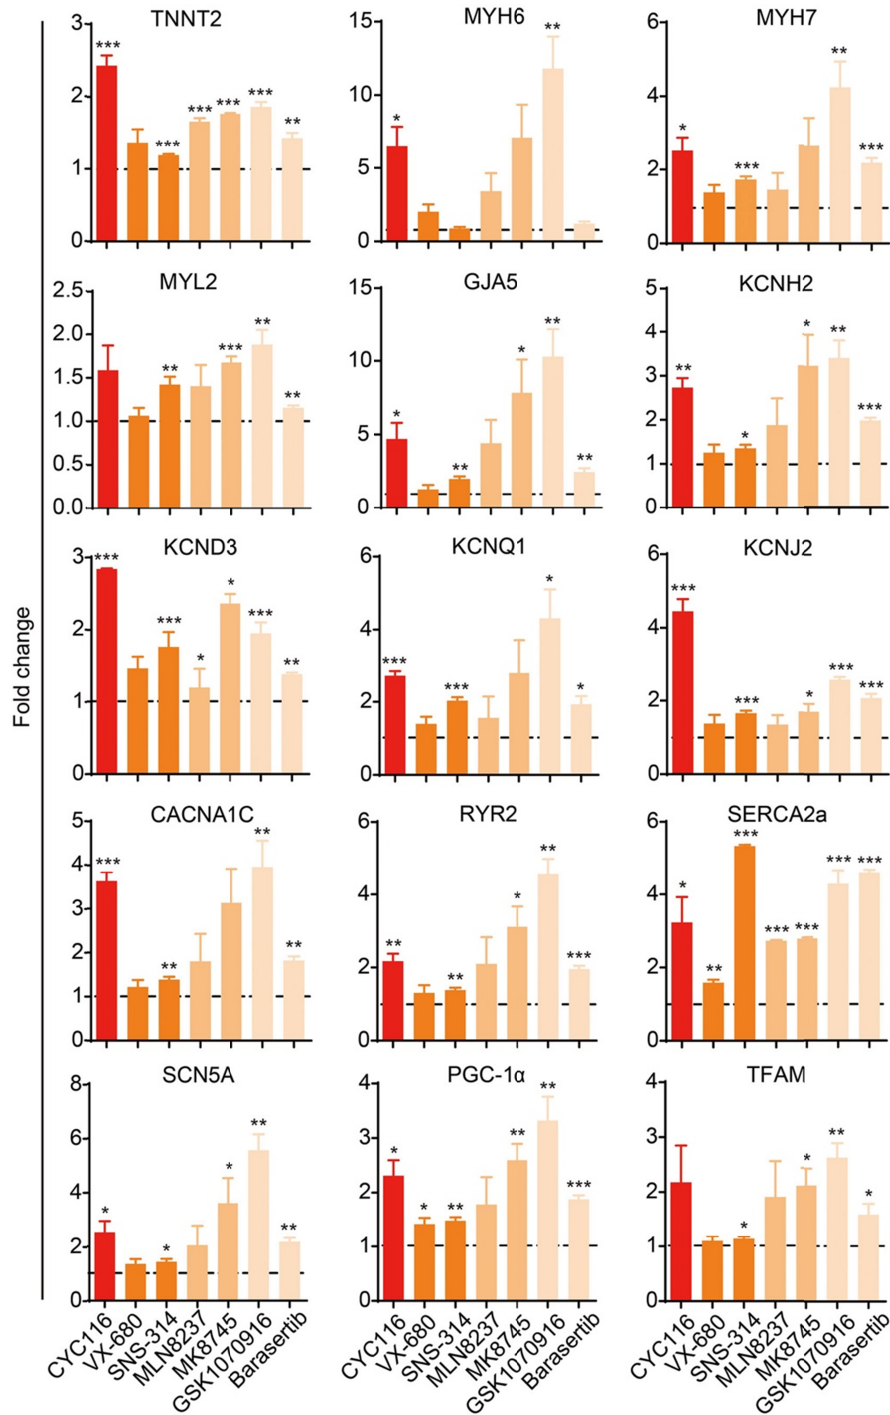 TNNT2 MYH6 MYH7
3 *** *** *** *** *** **
2
1
0
15 * **
10
5
0
6 * *** ** ***
4
2
0
MYL2 GJA5 KCNH2
2.5 ** *** ** **
2.0
1.5
1.0
0.5
0.0
15 * ** * ** **
10
5
0
5 ** * * ** ***
4
3
2
1
0
KCND3 KCNQ1 KCNJ2
3 *** *** * * *** **
2
1
0
6 *** *** * *
4
2
0
6 *** *** * *** ***
4
2
0
Fold change
CACNA1C RYR2 SERCA2a
5 *** ** ** **
4
3
2
1
0
6 ** ** * ** ***
4
2
0
6 * ** *** *** *** *** ***
4
2
0
SCN5A PGC-1α TFAM
8 * * * ** **
6
4
2
0
4 * * ** ** ** ***
3
2
1
0
4 * * ** *
3
2
1
0
CYC116 VX-680 SNS-314 MLN8237 MK8745 GSK1070916 Barasertib
CYC116 VX-680 SNS-314 MLN8237 MK8745 GSK1070916 Barasertib
CYC116 VX-680 SNS-314 MLN8237 MK8745 GSK1070916 Barasertib